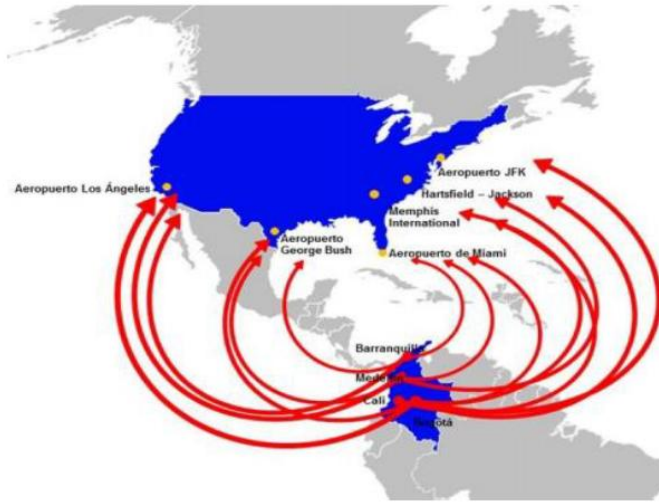 Aeropuerto JFK
Aeropuerto Los Ángeles
Hartsfield – Jackson
Memphis
International
Aeropuerto
George Bush
Aeropuerto de Miami
Barranquilla
Medellín
Cali
Bogotá